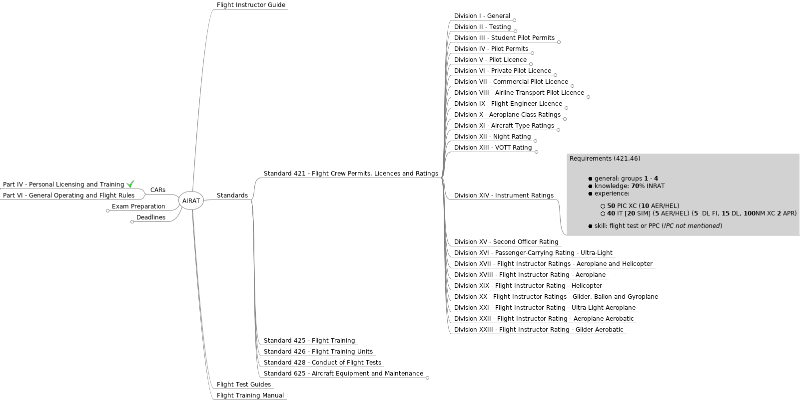 Flight Instructor Guide
Part IV - Personal Licensing and Training
Part VI - General Operating and Flight Rules
CARs
Exam Preparation
Deadlines
AIRAT
Standards
Standard 421 - Flight Crew Permits, Licences and Ratings
Division I - General
Division II - Testing
Division III - Student Pilot Permits
Division IV - Pilot Permits
Division V - Pilot Licence
Division VI - Private Pilot Licence
Division VII - Commercial Pilot Licence
Division VIII - Airline Transport Pilot Licence
Division IX - Flight Engineer Licence
Division X - Aeroplane Class Ratings
Division XI - Aircraft Type Ratings
Division XII - Night Rating
Division XIII - VOTT Rating
Division XIV - Instrument Ratings
Requirements (421.46)
● general: groups 1 - 4
● knowledge: 70% INRAT
● experience:
○ 50 PIC XC (10 AER/HEL)
○ 40 IT [20 SIM] (5 AER/HEL) (5 DL FI, 15 DL, 100NM XC 2 APR)
● skill: flight test or PPC (IPC not mentioned)
Division XV - Second Officer Rating
Division XVI - Passenger-Carrying Rating - Ultra-Light
Division XVII - Flight Instructor Ratings - Aeroplane and Helicopter
Division XVIII - Flight Instructor Rating - Aeroplane
Division XIX - Flight Instructor Rating - Helicopter
Division XX - Flight Instructor Ratings - Glider, Ballon and Gyroplane
Division XXI - Flight Instructor Rating - Ultra Light Aeroplane
Division XXII - Flight Instructor Rating - Aeroplane Aerobatic
Division XXIII - Flight Instructor Rating - Glider Aerobatic
Standard 425 - Flight Training
Standard 426 - Flight Training Units
Standard 428 - Conduct of Flight Tests
Standard 625 - Aircraft Equipment and Maintenance
Flight Test Guides
Flight Training Manual